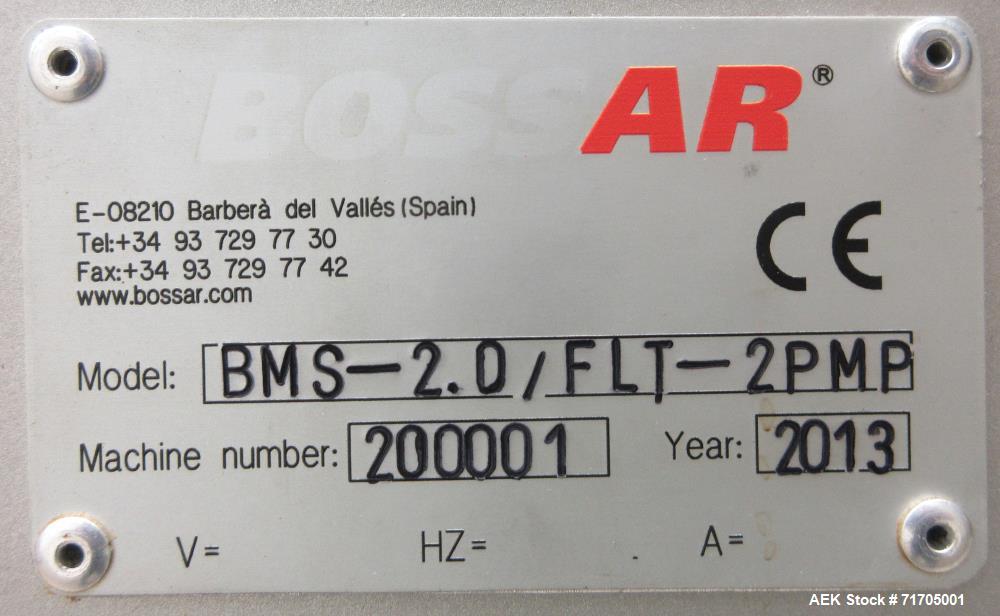 BOSSAR®
E-08210 Barberà del Vallés (Spain)
Tel:+34 93 729 77 30
Fax:+34 93 729 77 42
www.bossar.com
CE
Model: BMS-2.0/FLT-2PMP
Machine number: 200001 Year: 2013
V= HZ= A=
AEK Stock # 71705001